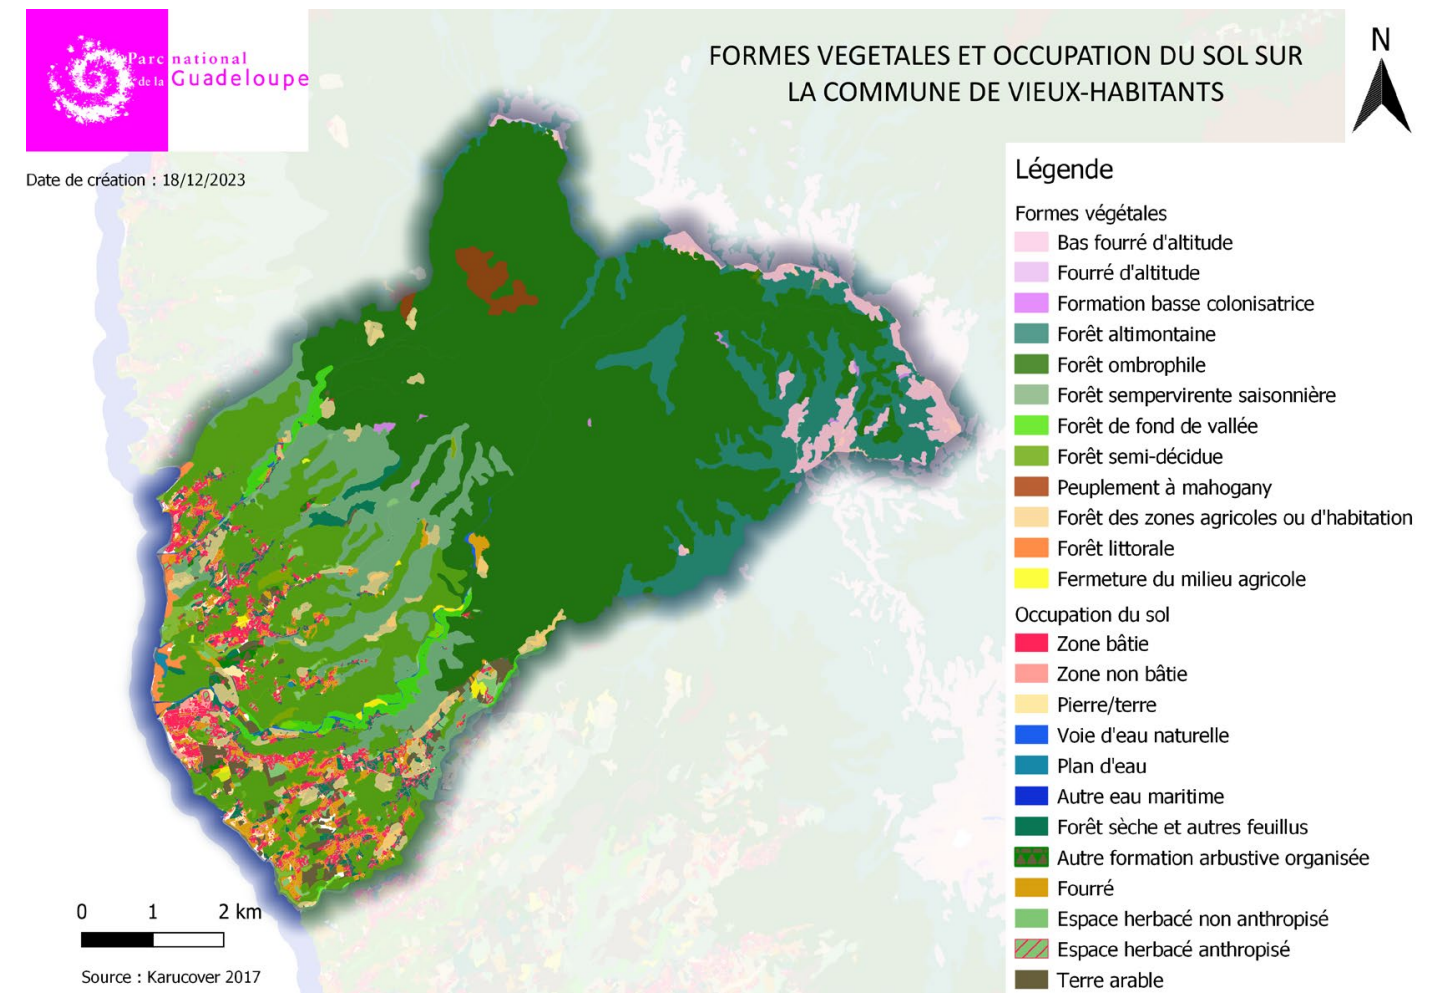 Parc national
de la Guadeloupe
FORMES VEGETALES ET OCCUPATION DU SOL SUR
LA COMMUNE DE VIEUX-HABITANTS
N
Date de création : 18/12/2023
Légende
Formes végétales
Bas fourré d'altitude
Fourré d'altitude
Formation basse colonisatrice
Forêt altimontaine
Forêt ombrophile
Forêt sempervirente saisonnière
Forêt de fond de vallée
Forêt semi-décidue
Peuplement à mahogany
Forêt des zones agricoles ou d'habitation
Forêt littorale
Fermeture du milieu agricole
Occupation du sol
Zone bâtie
Zone non bâtie
Pierre/terre
Voie d'eau naturelle
Plan d'eau
Autre eau maritime
Forêt sèche et autres feuillus
Autre formation arbustive organisée
Fourré
Espace herbacé non anthropisé
Espace herbacé anthropisé
Terre arable
0 1 2 km
Source : Karucover 2017